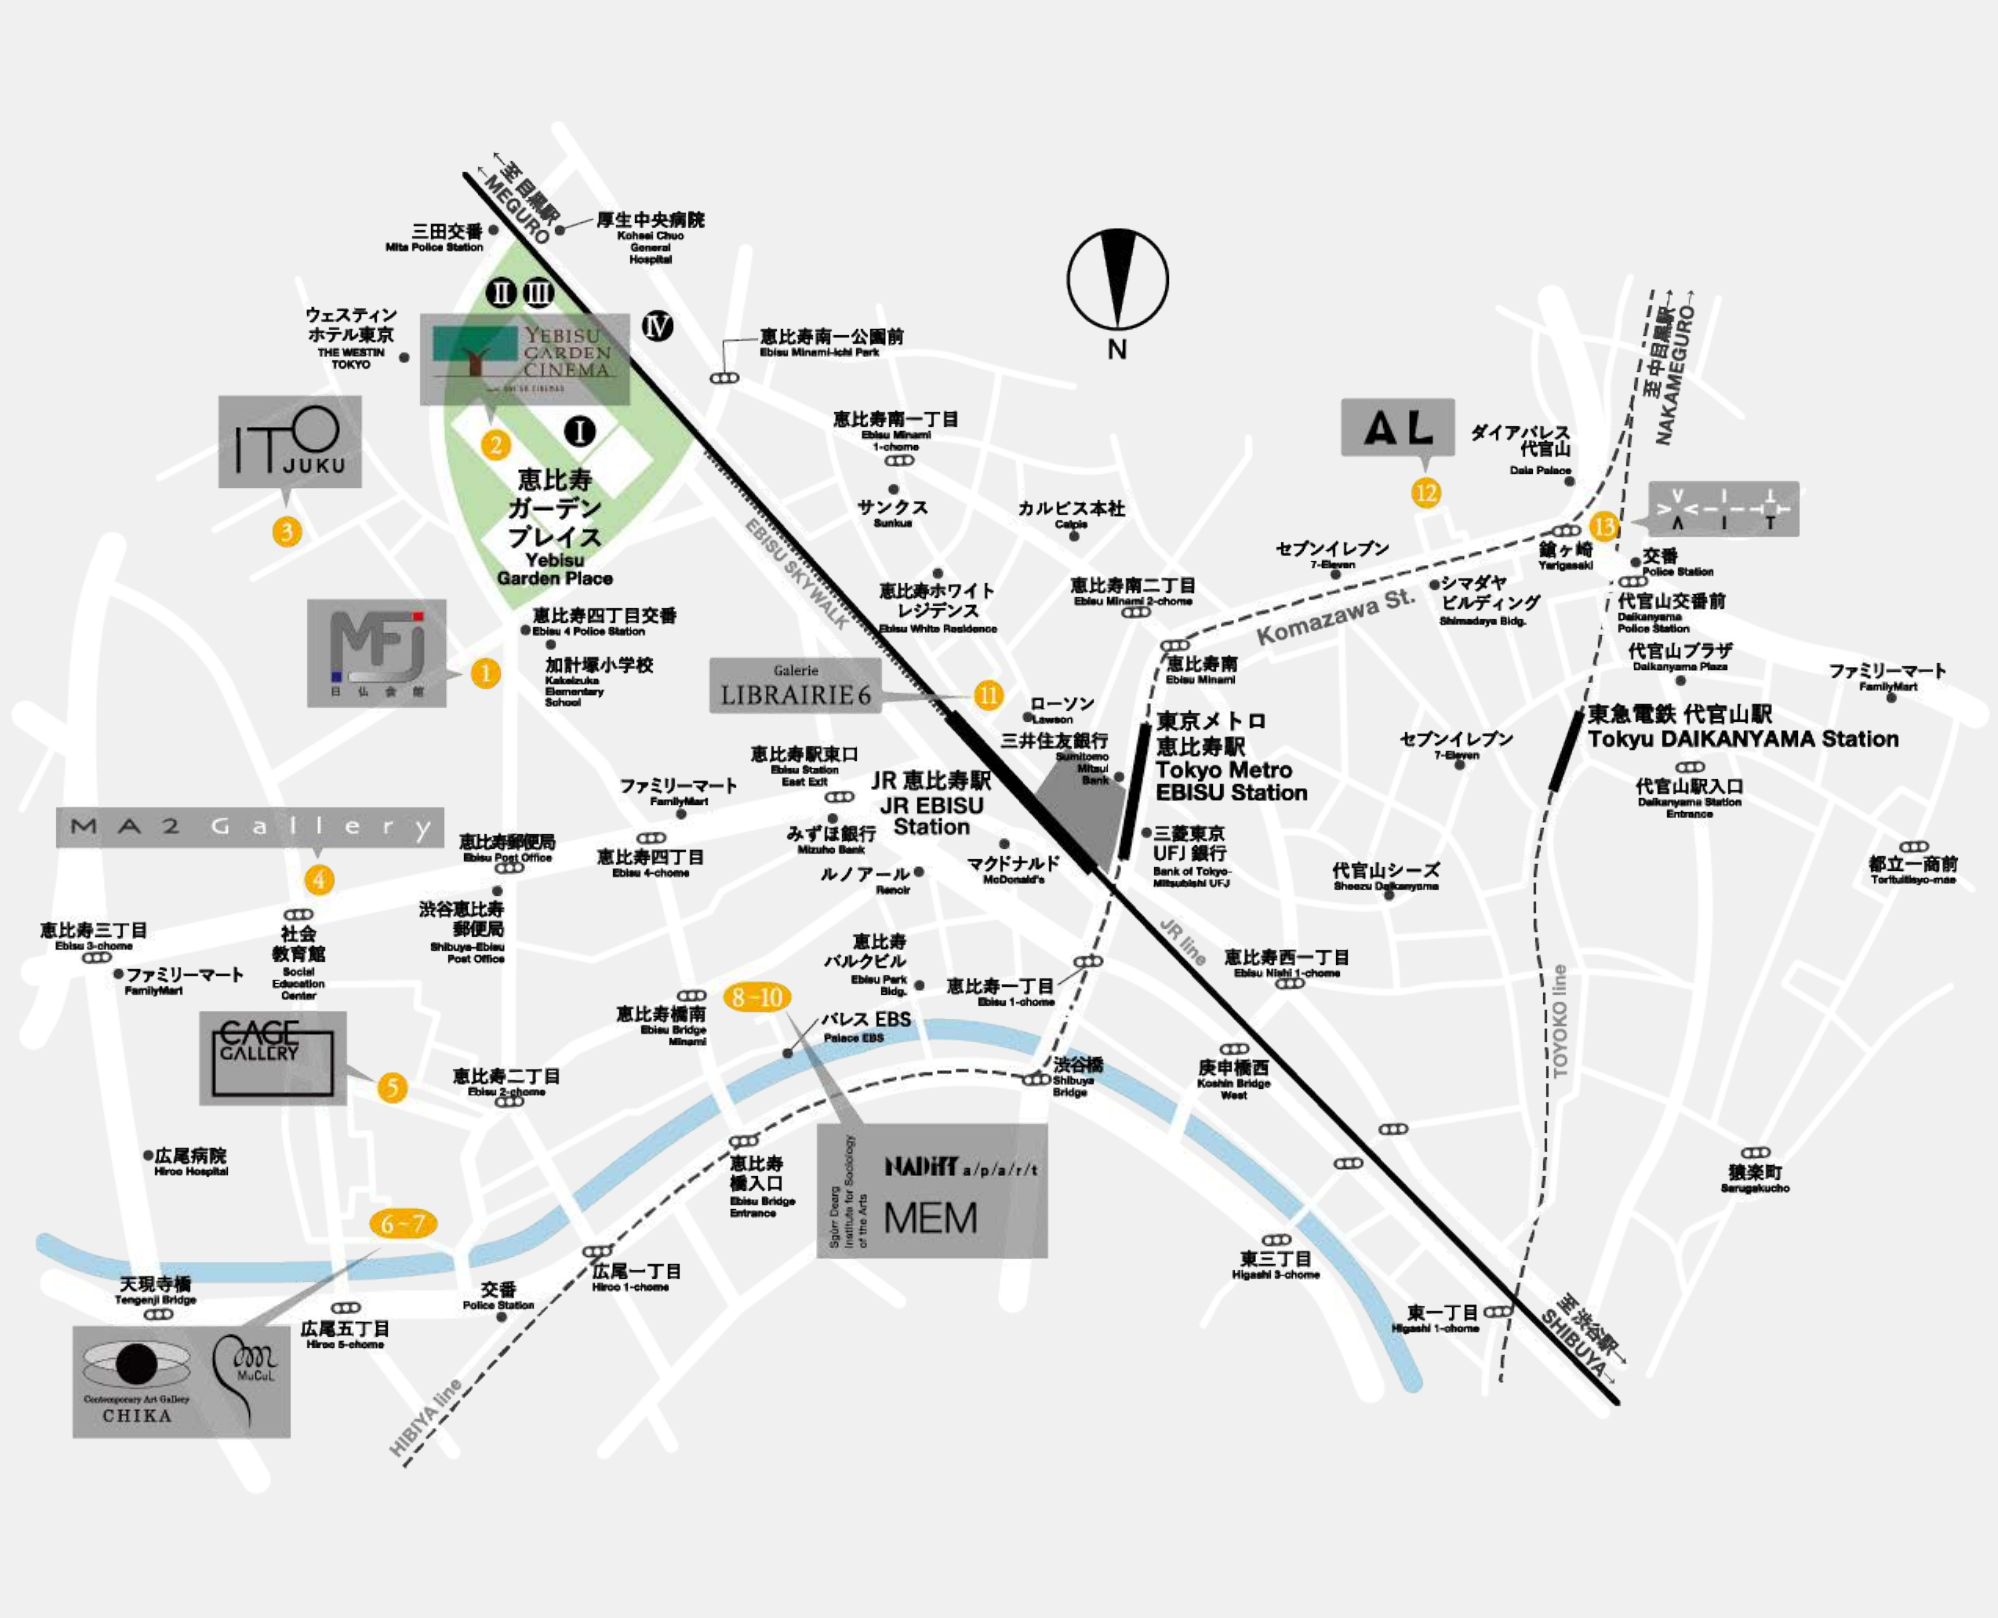 ←至 目黒駅
←MEGURO
三田交番
Mita Police Station
厚生中央病院
Kohsei Chuo
General
Hospital
II
III
IV
I
ウェスティン
ホテル東京
THE WESTIN
TOKYO
YEBISU
GARDEN
CINEMA
2
恵比寿
ガーデン
プレイス
Yebisu
Garden Place
恵比寿南一公園前
Ebisu Minami-ichi Park
N
ITO
JUKU
3
恵比寿南一丁目
Ebisu Minami
1-chome
サンクス
Sunkus
カルピス本社
Calpis
EBISU SKYWALK
恵比寿ホワイト
レジデンス
Ebisu White Residence
恵比寿南二丁目
Ebisu Minami 2-chome
AL
12
ダイアパレス
代官山
Daia Palace
至 中目黒駅→
NAKAMEGURO→
13
V I T
A I T
鎗ヶ崎
Yarigasaki
交番
Police Station
セブンイレブン
7-Eleven
シマダヤ
ビルディング
Shimadaya Bldg.
代官山交番前
Daikanyama
Police Station
代官山プラザ
Daikanyama Plaza
ファミリーマート
FamilyMart
Komazawa St.
恵比寿南
Ebisu Minami
MFJ
日 仏 会 館
1
恵比寿四丁目交番
Ebisu 4 Police Station
加計塚小学校
Kakeizuka
Elementary
School
Galerie
LIBRAIRIE6
11
ローソン
Lawson
三井住友銀行
Sumitomo
Mitsui
Bank
東京メトロ
恵比寿駅
Tokyo Metro
EBISU Station
東急電鉄 代官山駅
Tokyu DAIKANYAMA Station
セブンイレブン
7-Eleven
代官山駅入口
Daikanyama Station
Entrance
恵比寿駅東口
Ebisu Station
East Exit
JR 恵比寿駅
JR EBISU
Station
ファミリーマート
FamilyMart
みずほ銀行
Mizuho Bank
マクドナルド
McDonald's
三菱東京
UFJ 銀行
Bank of Tokyo-
Mitsubishi UFJ
代官山シーズ
Sheezu Daikanyama
都立一商前
Torituitisyo-mae
MA2 Gallery
4
恵比寿郵便局
Ebisu Post Office
恵比寿四丁目
Ebisu 4-chome
ルノアール
Renoir
渋谷恵比寿
郵便局
Shibuya-Ebisu
Post Office
恵比寿三丁目
Ebisu 3-chome
ファミリーマート
FamilyMart
社会
教育館
Social
Education
Center
恵比寿
パルクビル
Ebisu Park
Bldg.
恵比寿一丁目
Ebisu 1-chome
JR line
恵比寿西一丁目
Ebisu Nishi 1-chome
TOYOKO line
恵比寿橋南
Ebisu Bridge
Minami
8-10
パレス EBS
Palace EBS
CAGE
GALLERY
5
恵比寿二丁目
Ebisu 2-chome
渋谷橋
Shibuya
Bridge
庚申橋西
Koshin Bridge
West
広尾病院
Hiroo Hospital
恵比寿
橋入口
Ebisu Bridge
Entrance
Sgùrr Dearg
Institute for Sociology
of the Arts
NADiff a/p/a/r/t
MEM
猿楽町
Sarugakucho
6~7
天現寺橋
Tengenji Bridge
交番
Police Station
広尾一丁目
Hiroo 1-chome
東三丁目
Higashi 3-chome
広尾五丁目
Hiroo 5-chome
Contemporary Art Gallery
CHIKA
MuCuL
HIBIYA line
東一丁目
Higashi 1-chome
至 渋谷駅→
SHIBUYA→